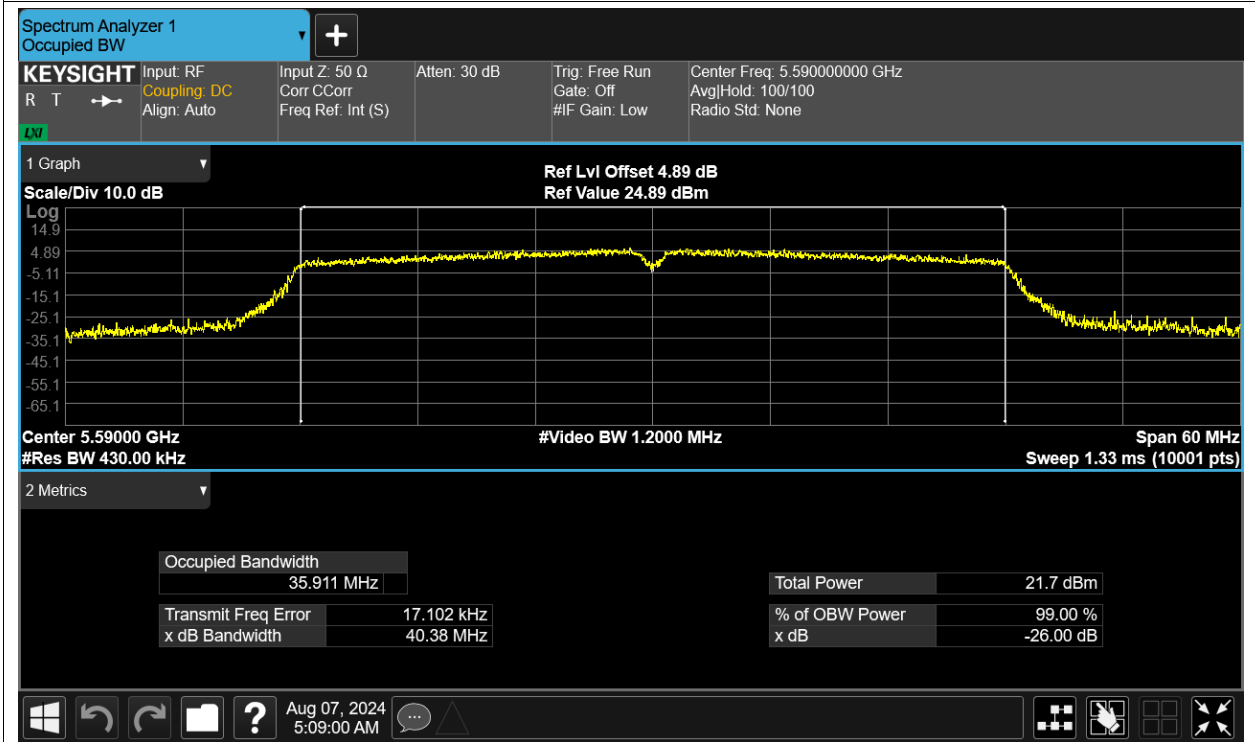 Spectrum Analyzer 1
Occupied BW
KEYSIGHT
R T
LXI
Input: RF
Coupling: DC
Align: Auto
Input Z: 50 Ω
Corr CCorr
Freq Ref: Int (S)
Atten: 30 dB
Trig: Free Run
Gate: Off
#IF Gain: Low
Center Freq: 5.590000000 GHz
Avg|Hold: 100/100
Radio Std: None
1 Graph
Scale/Div 10.0 dB
Ref Lvl Offset 4.89 dB
Ref Value 24.89 dBm
Log
14.9
4.89
-5.11
-15.1
-25.1
-35.1
-45.1
-55.1
-65.1
Center 5.59000 GHz
#Res BW 430.00 kHz
#Video BW 1.2000 MHz
Span 60 MHz
Sweep 1.33 ms (10001 pts)
2 Metrics
Occupied Bandwidth
35.911 MHz
Transmit Freq Error 17.102 kHz
x dB Bandwidth 40.38 MHz
Total Power 21.7 dBm
% of OBW Power 99.00 %
x dB -26.00 dB
?
Aug 07, 2024
5:09:00 AM